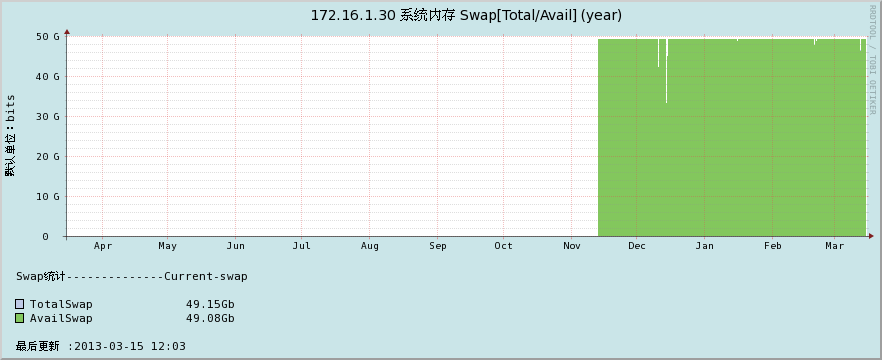 172.16.1.30 系统内存 Swap[Total/Avail] (year)
RRDTOOL / TOBI OETIKER
默认单位：bits
50 G
40 G
30 G
20 G
10 G
0
Apr May Jun Jul Aug Sep Oct Nov Dec Jan Feb Mar
Swap统计--------------Current-swap
TotalSwap 49.15Gb
AvailSwap 49.08Gb
最后更新 :2013-03-15 12:03